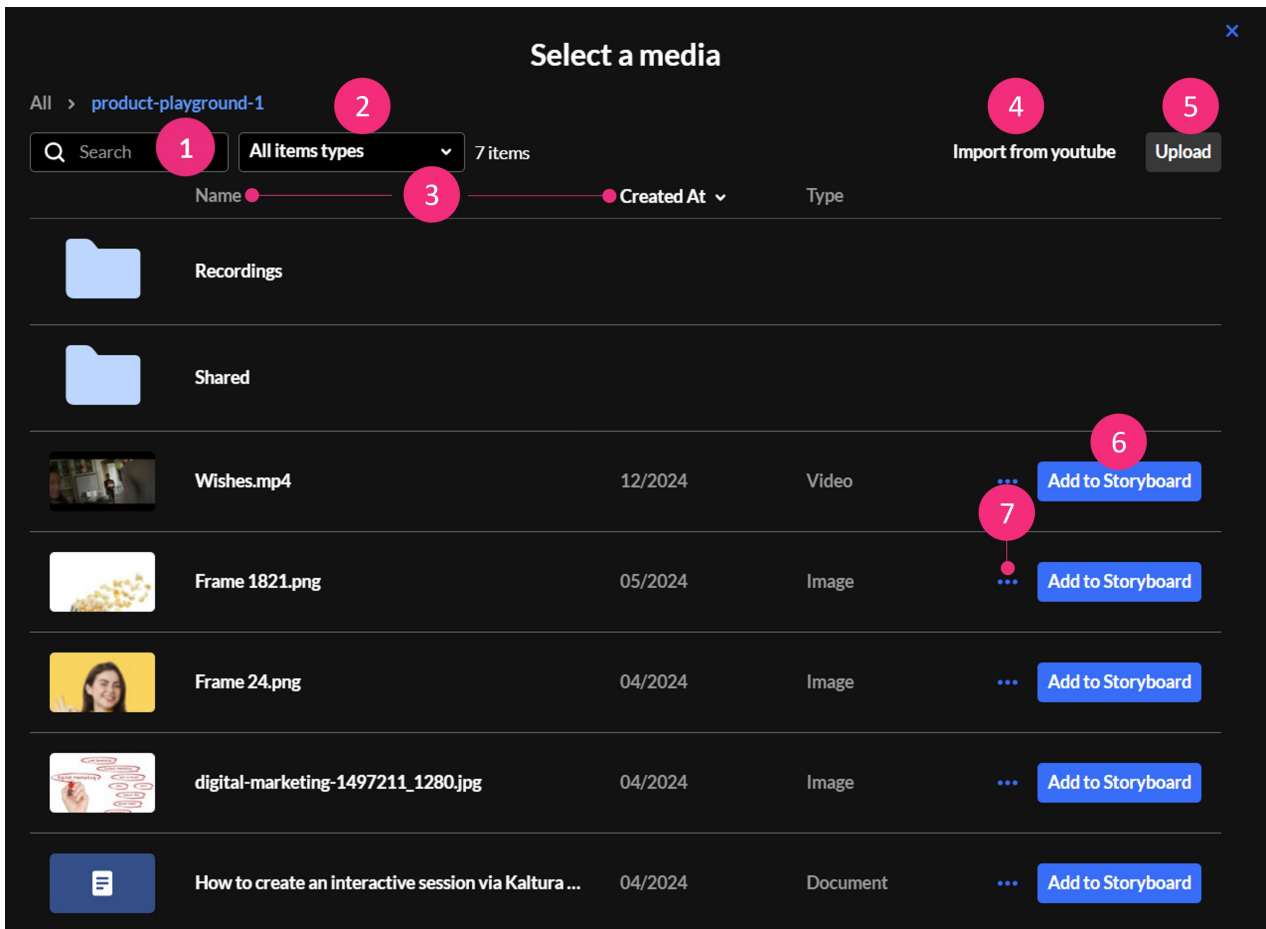 Select a media
All > product-playground-1
2
4
5
Search
1
All items types
7 items
Import from youtube
Upload
Name
3
Created At
Type
Recordings
Shared
6
Wishes.mp4
12/2024
Video
Add to Storyboard
7
Frame 1821.png
05/2024
Image
Add to Storyboard
Frame 24.png
04/2024
Image
Add to Storyboard
digital-marketing-1497211_1280.jpg
04/2024
Image
Add to Storyboard
How to create an interactive session via Kaltura ...
04/2024
Document
Add to Storyboard